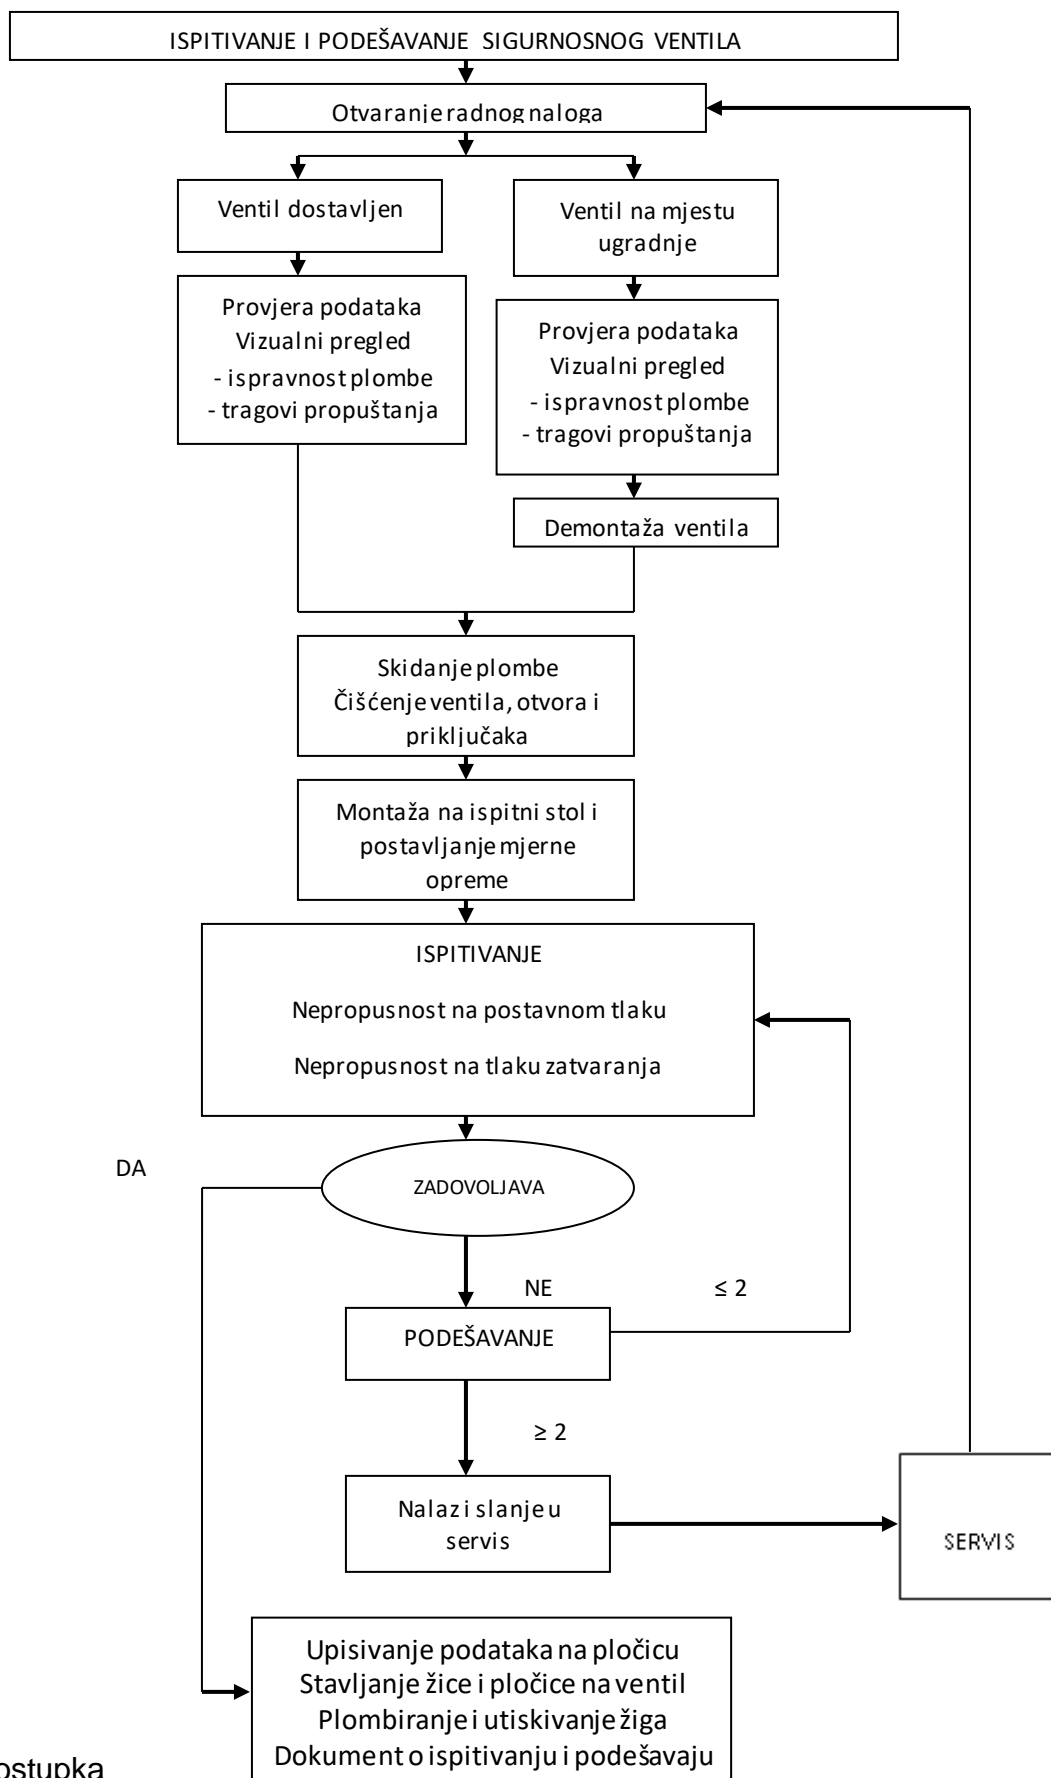 ISPITIVANJE I PODEŠAVANJE SIGURNOSNOG VENTILA
Otvaranje radnog naloga
Ventil dostavljen
Ventil na mjestu
ugradnje
Provjera podataka
Vizualni pregled
- ispravnost plombe
- tragovi propuštanja
Provjera podataka
Vizualni pregled
- ispravnost plombe
- tragovi propuštanja
Demontaža ventila
Skidanje plombe
Čišćenje ventila, otvora i
priključaka
Montaža na ispitni stol i
postavljanje mjerne
opreme
ISPITIVANJE
Nepropusnost na postavnom tlaku
Nepropusnost na tlaku zatvaranja
DA
ZADOVOLJAVA
NE
≤ 2
PODEŠAVANJE
≥ 2
Nalaz i slanje u
servis
SERVIS
Upisivanje podataka na pločicu
Stavljanje žice i pločice na ventil
Plombiranje i utiskivanje žiga
Dokument o ispitivanju i podešavaju
ostupka